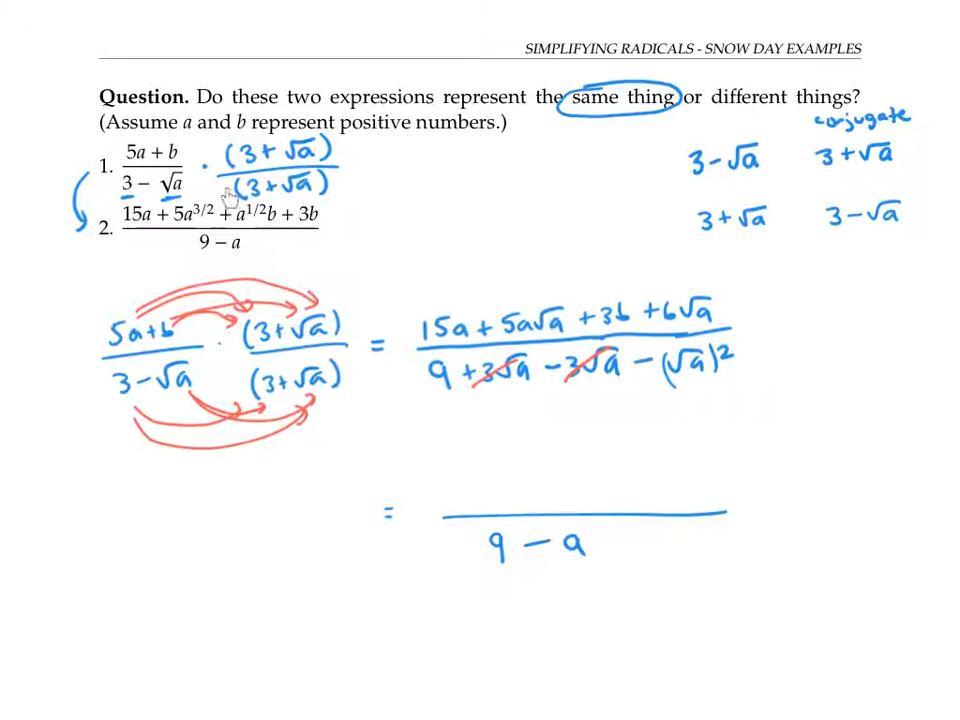 SIMPLIFYING RADICALS - SNOW DAY EXAMPLES
Question. Do these two expressions represent the same thing or different things?
(Assume a and b represent positive numbers.)
conjugate
1. (5a + b)/(3 − √a) · (3 + √a)/(3 + √a)
3 − √a 3 + √a
2. (15a + 5a^{3/2} + a^{1/2}b + 3b)/(9 − a)
3 + √a 3 − √a
(5a + b)/(3 − √a) · (3 + √a)/(3 + √a) = (15a + 5a√a + 3b + 6√a)/(9 + 3√a − 3√a − (√a)²)
= /(9 − a)